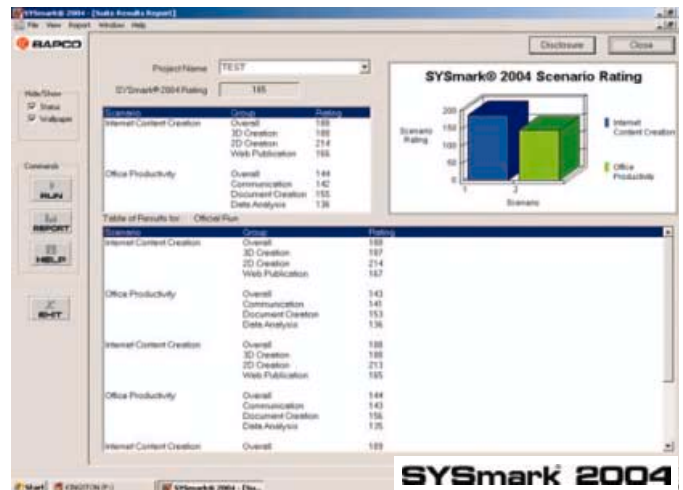 SYSmark® 2004 - [Suite Results Report]
File View Report Window Help
BAPCO
Disclosure Close
Project Name TEST
SYSmark® 2004 Rating 165
Hide/Show
Status
Wallpaper
Commands
RUN
REPORT
HELP
EXIT
Scenario Group Rating
Internet Content Creation Overall 188
3D Creation 188
2D Creation 214
Web Publication 166
Office Productivity Overall 144
Communication 142
Document Creation 155
Data Analysis 136
SYSmark® 2004 Scenario Rating
Scenario Rating
200
150
100
50
0
1 2
Scenario
Internet Content Creation
Office Productivity
Table of Results for: Official Run
Scenario Group Rating
Internet Content Creation Overall 188
3D Creation 187
2D Creation 214
Web Publication 167
Office Productivity Overall 143
Communication 141
Document Creation 153
Data Analysis 136
Internet Content Creation Overall 188
3D Creation 188
2D Creation 213
Web Publication 165
Office Productivity Overall 144
Communication 143
Document Creation 156
Data Analysis 135
Internet Content Creation Overall 189
Start KINGSTON (F:) SYSmark® 2004 - [Su...
SYSmark 2004